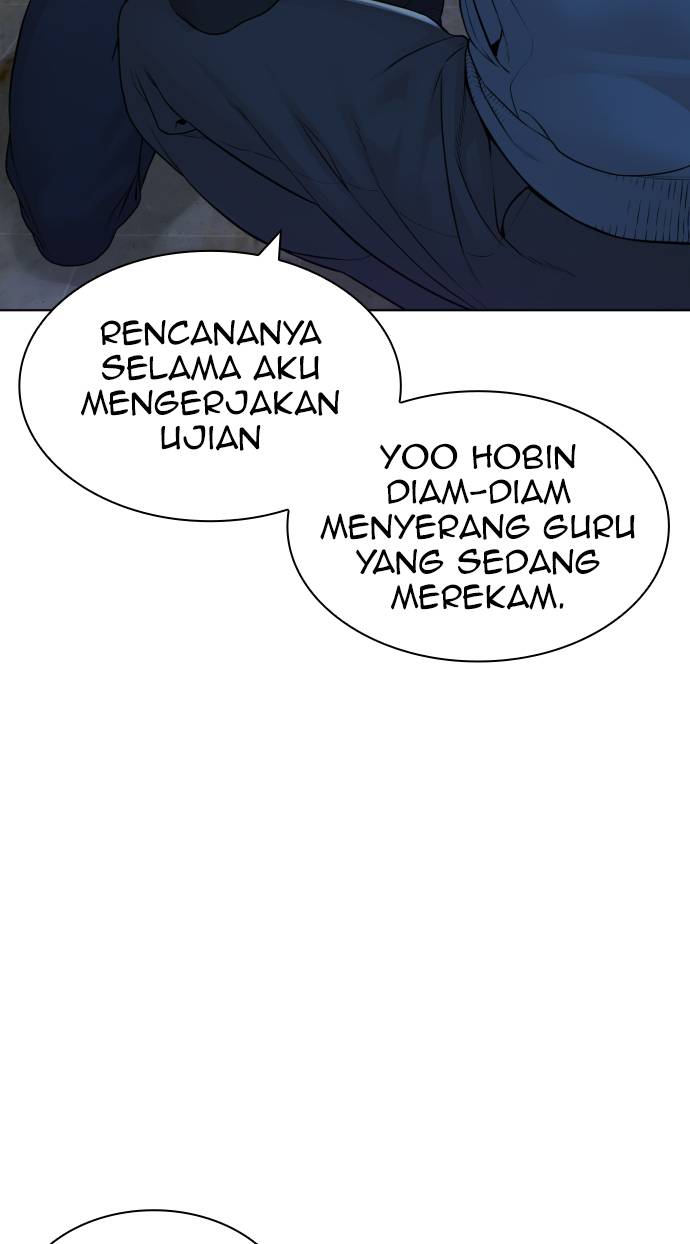 RENCANANYA
SELAMA AKU
MENGERJAKAN
UJIAN
YOO HOBIN
DIAM-DIAM
MENYERANG GURU
YANG SEDANG
MEREKAM.